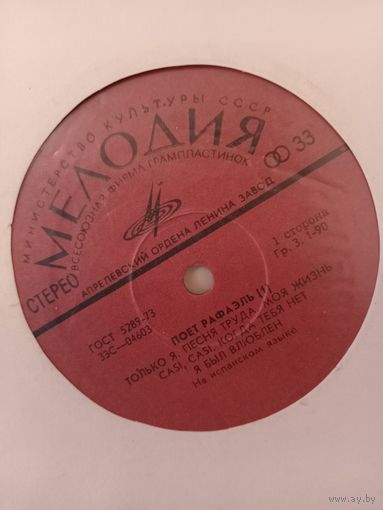 МИНИСТЕРСТВО КУЛЬТУРЫ СССР
МЕЛОДИЯ
ВСЕСОЮЗНАЯ ФИРМА ГРАМПЛАСТИНОК
33
СТЕРЕО
АПРЕЛЕВСКИЙ ОРДЕНА ЛЕНИНА ЗАВОД
1 сторона
Гр. 3. 1-90
ГОСТ 5289-73
33С—04603
ПОЕТ РАФАЭЛЬ (1)
ТОЛЬКО Я. ПЕСНЯ ТРУДА. МОЯ ЖИЗНЬ
CASI, CASI. КОГДА ТЕБЯ НЕТ
Я БЫЛ ВЛЮБЛЕН
На испанском языке
www.ay.by